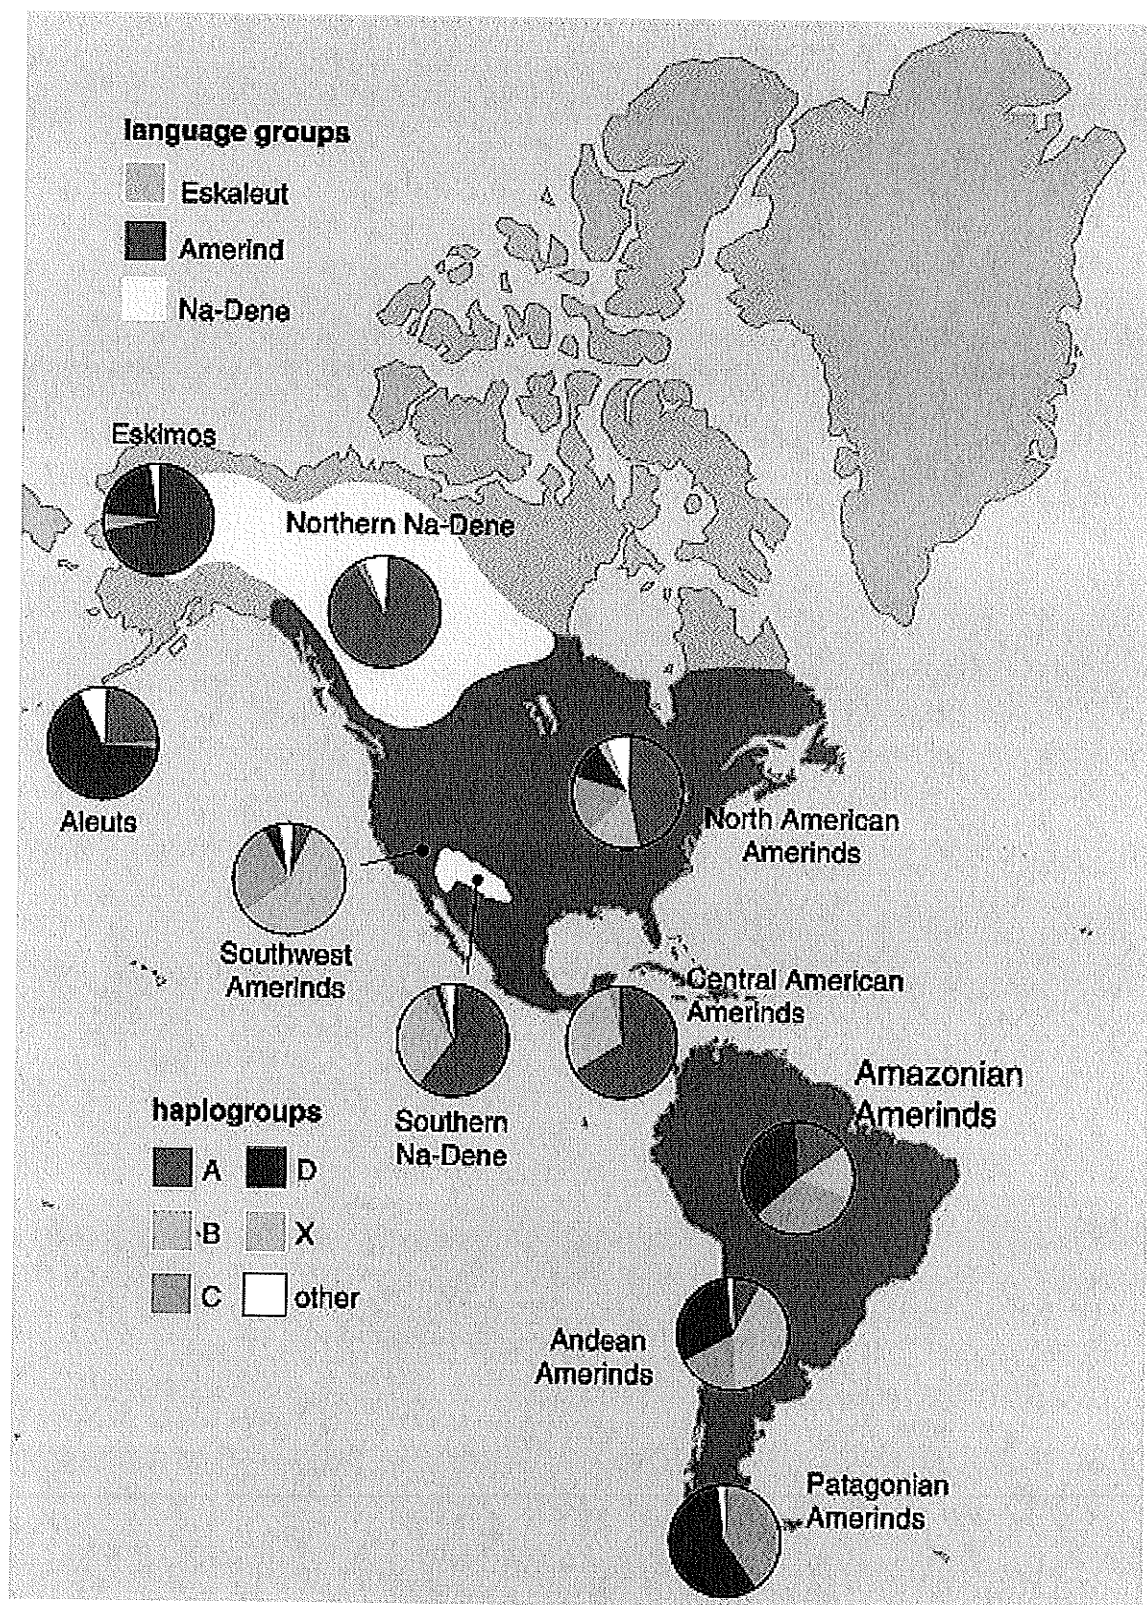 language groups
Eskaleut
Amerind
Na-Dene
Eskimos
Northern Na-Dene
Aleuts
North American
Amerinds
Southwest
Amerinds
Central American
Amerinds
Southern
Na-Dene
Amazonian
Amerinds
haplogroups
A
D
B
X
C
other
Andean
Amerinds
Patagonian
Amerinds